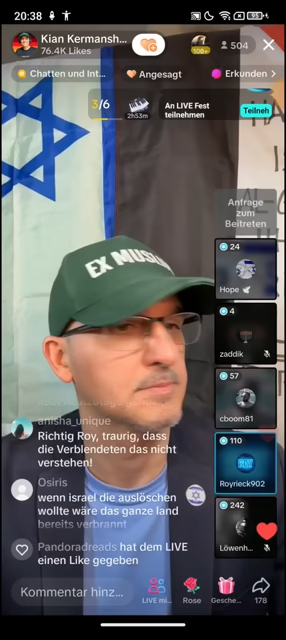 20:38
95
Kian Kermansh...
76.4K Likes
100+
504
Chatten und Int...
Angesagt
Erkunden >
3/6
2h53m
An LIVE Fest
teilnehmen
Teilneh
Anfrage
zum
Beitreten
24
Hope
4
zaddik
57
cboom81
110
Royrieck902
242
Löwenh...
anisha_unique
Richtig Roy, traurig, dass
die Verblendeten das nicht
verstehen!
Osiris
wenn israel die auslöschen
wollte wäre das ganze land
bereits verbrannt
Pandoradreads hat dem LIVE
einen Like gegeben
Kommentar hinz...
LIVE mi...
Rose
Gesche...
178